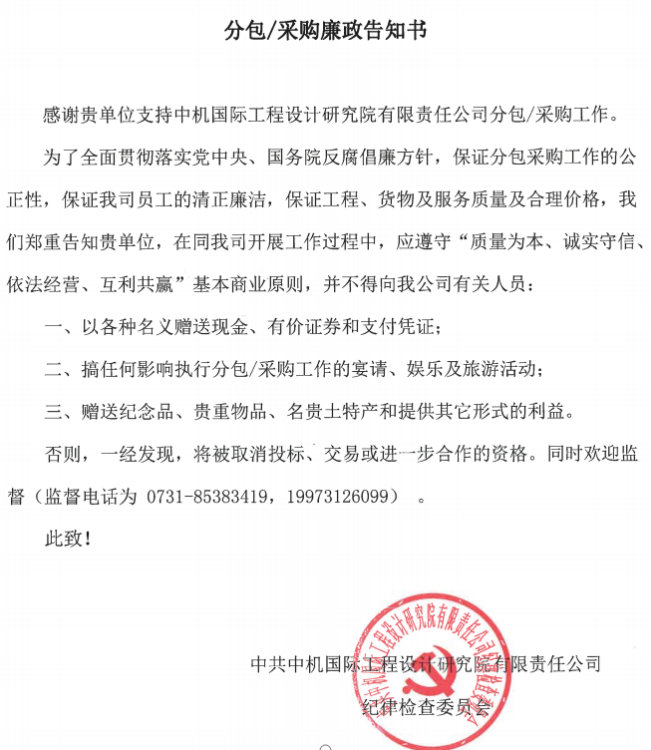 分包/采购廉政告知书
感谢贵单位支持中机国际工程设计研究院有限责任公司分包/采购工作。
为了全面贯彻落实党中央、国务院反腐倡廉方针，保证分包采购工作的公
正性，保证我司员工的清正廉洁，保证工程、货物及服务质量及合理价格，我
们郑重告知贵单位，在同我司开展工作过程中，应遵守“质量为本、诚实守信、
依法经营、互利共赢”基本商业原则，并不得向我公司有关人员：
一、以各种名义赠送现金、有价证券和支付凭证；
二、搞任何影响执行分包/采购工作的宴请、娱乐及旅游活动；
三、赠送纪念品、贵重物品、名贵土特产和提供其它形式的利益。
否则，一经发现，将被取消投标、交易或进一步合作的资格。同时欢迎监
督（监督电话为 0731-85383419，19973126099） 。
此致！
中共中机国际工程设计研究院有限责任公司
纪律检查委员会